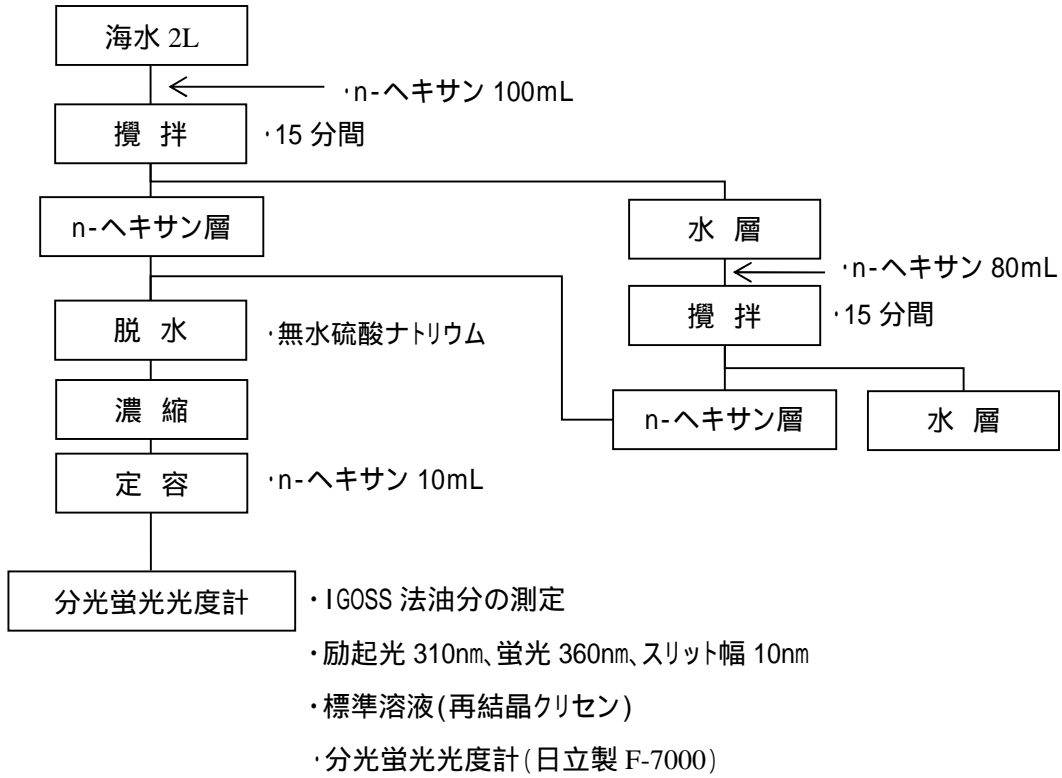 海水 2L
·n-ヘキサン 100mL
攪 拌
·15 分間
n-ヘキサン層
水 層
·n-ヘキサン 80mL
攪 拌
·15 分間
脱 水
·無水硫酸ナトリウム
n-ヘキサン層
水 層
濃 縮
定 容
·n-ヘキサン 10mL
分光蛍光光度計
・IGOSS 法油分の測定
・励起光 310nm、蛍光 360nm、スリット幅 10nm
・標準溶液(再結晶クリセン)
·分光蛍光光度計(日立製 F-7000)